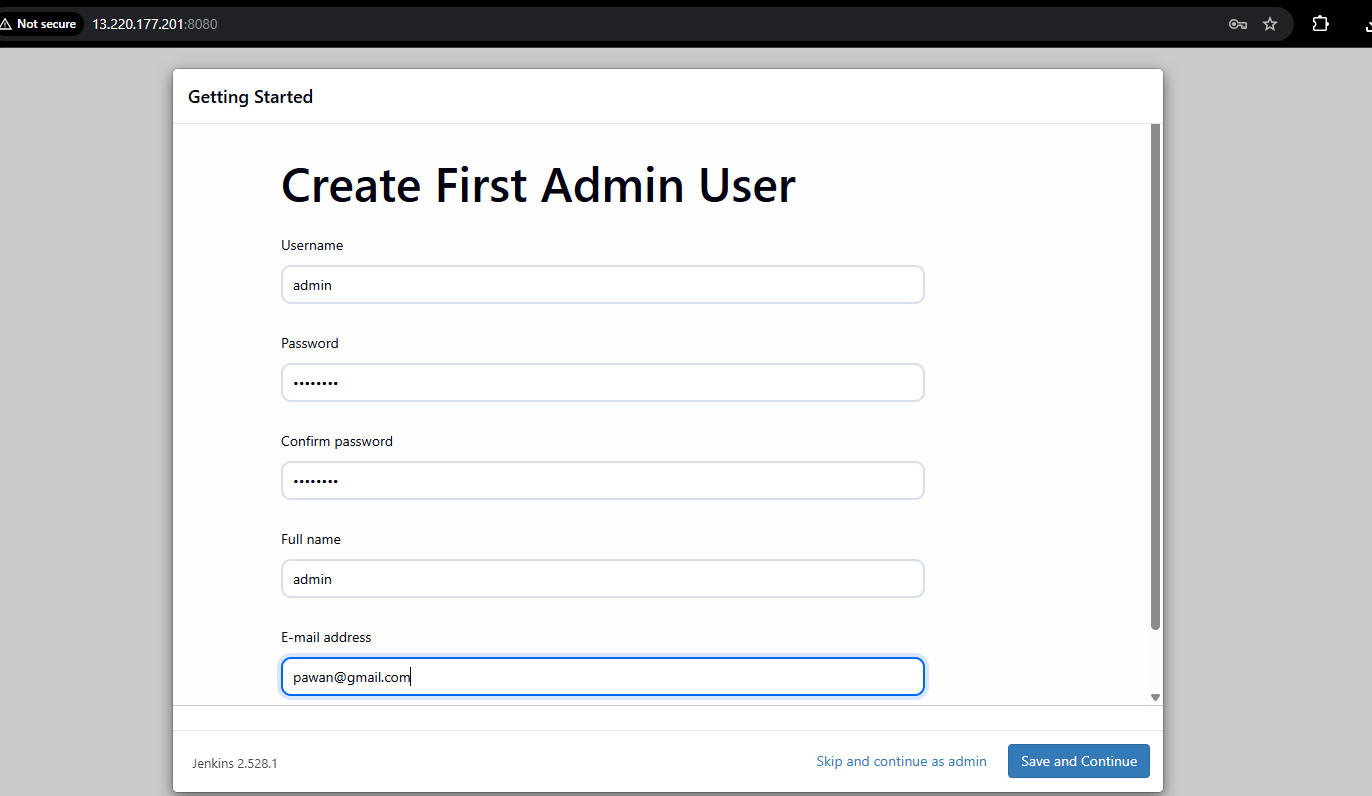 Not secure 13.220.177.201:8080
Getting Started
Create First Admin User
Username
admin
Password
••••••••
Confirm password
••••••••
Full name
admin
E-mail address
pawan@gmail.com
Jenkins 2.528.1 Skip and continue as admin Save and Continue